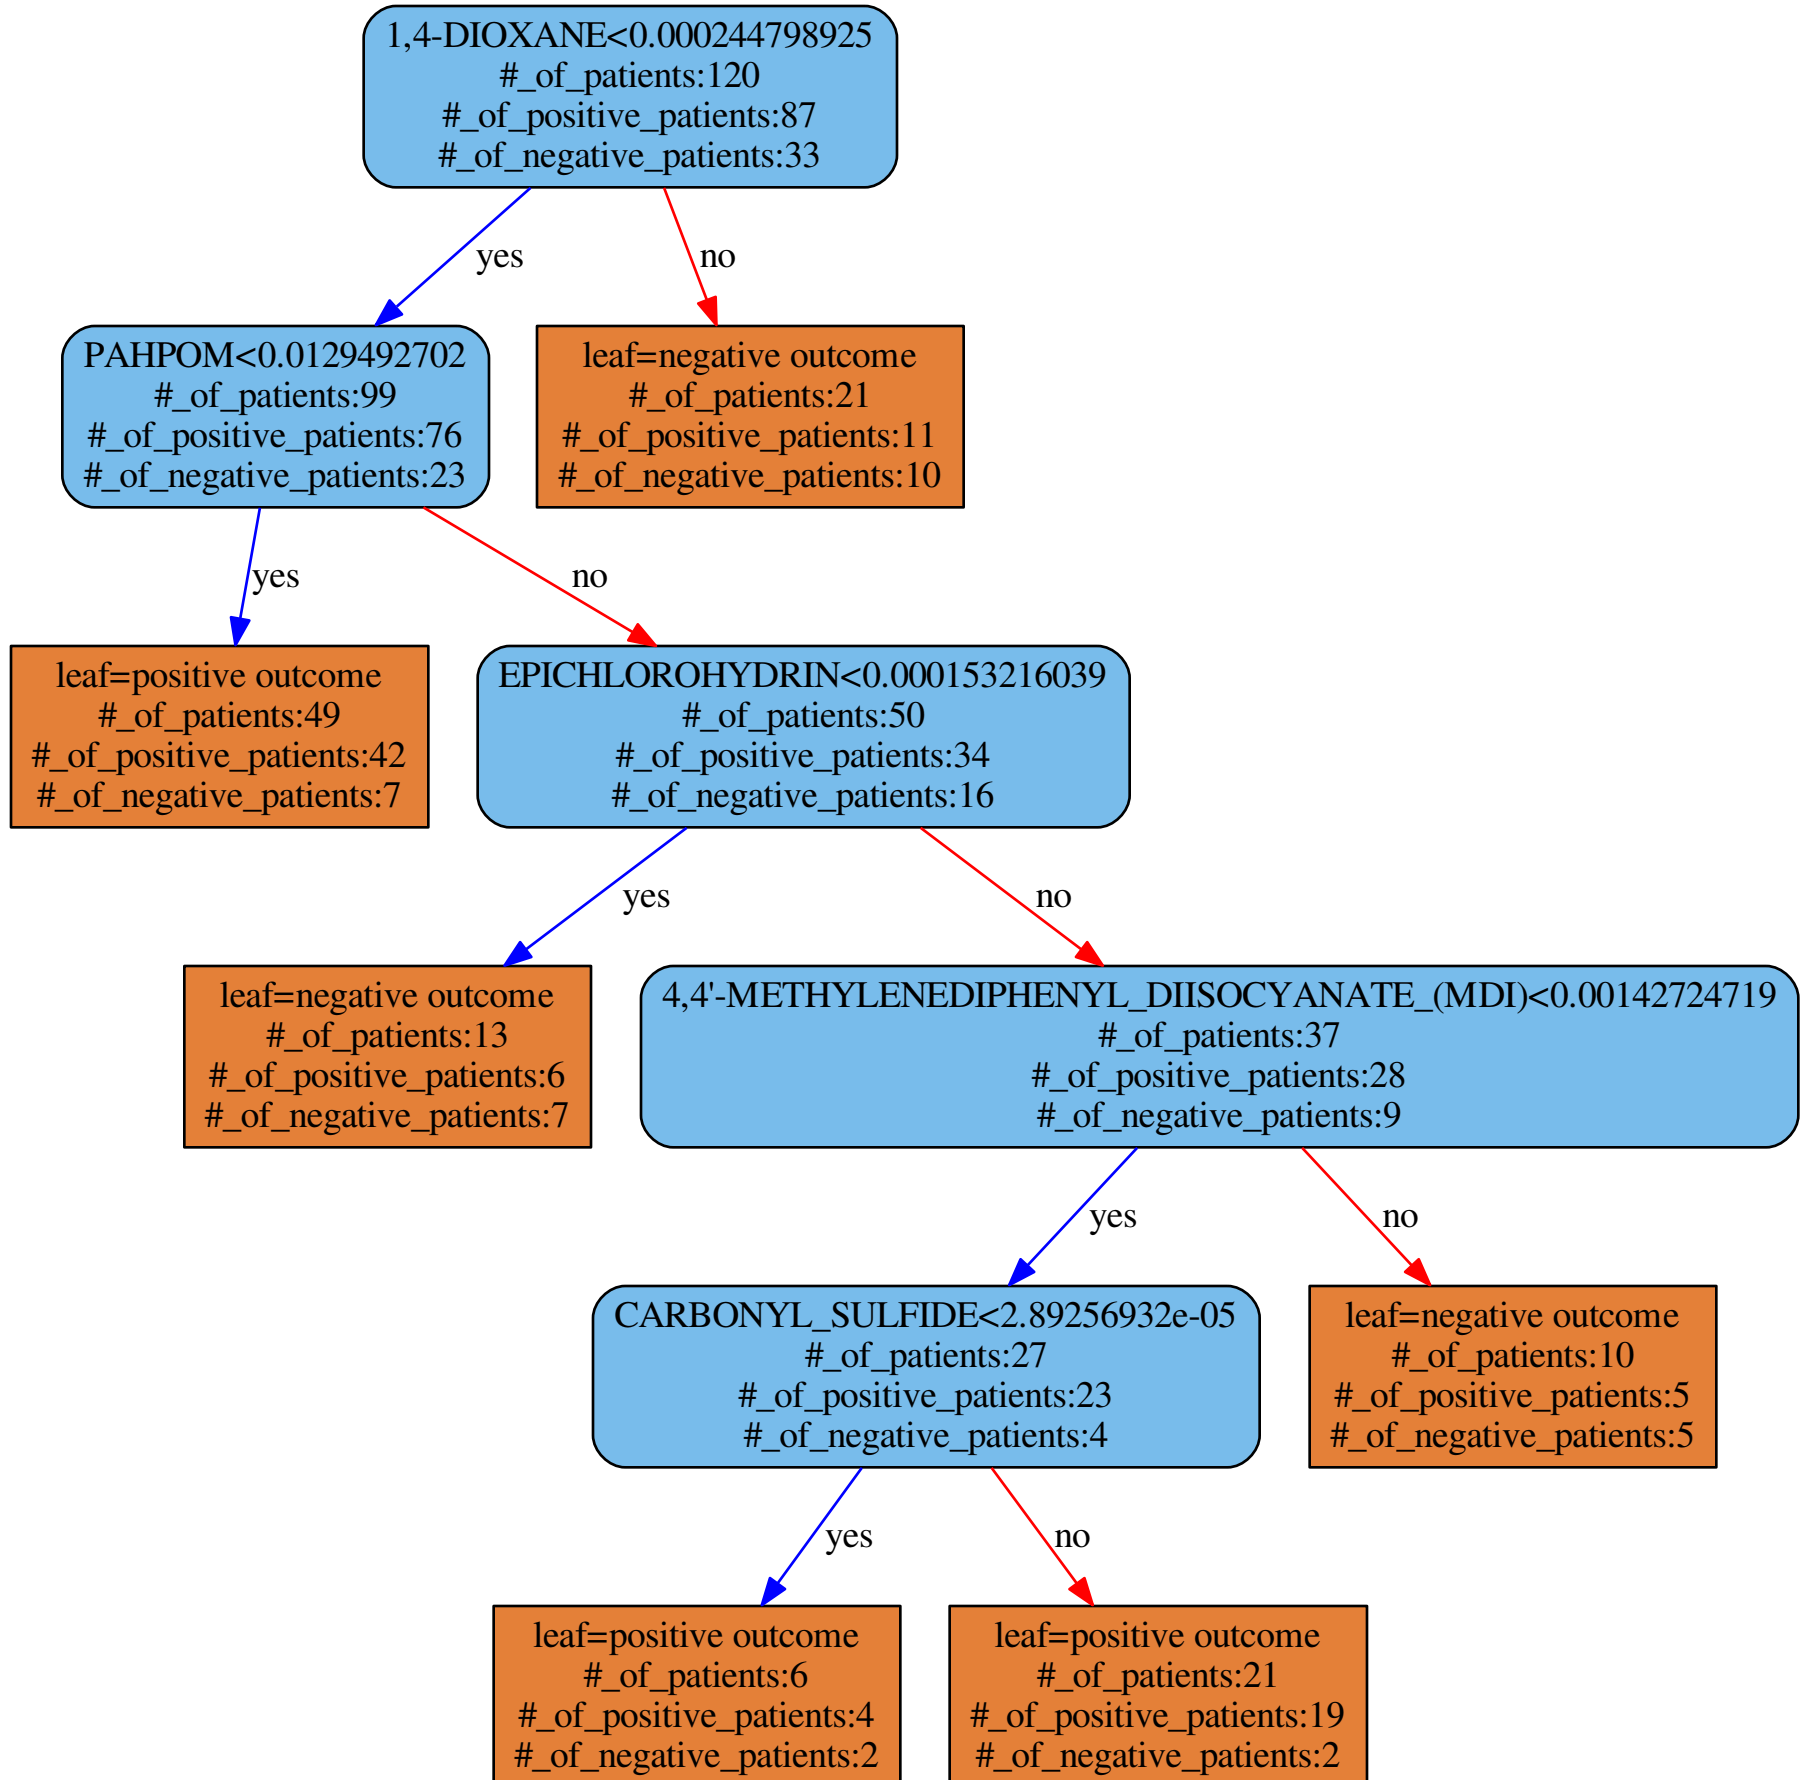 1,4-DIOXANE<0.000244798925
#_of_patients:120
#_of_positive_patients:87
#_of_negative_patients:33
yes
no
PAHPOM<0.0129492702
#_of_patients:99
#_of_positive_patients:76
#_of_negative_patients:23
leaf=negative outcome
#_of_patients:21
#_of_positive_patients:11
#_of_negative_patients:10
yes
no
leaf=positive outcome
#_of_patients:49
#_of_positive_patients:42
#_of_negative_patients:7
EPICHLOROHYDRIN<0.000153216039
#_of_patients:50
#_of_positive_patients:34
#_of_negative_patients:16
yes
no
leaf=negative outcome
#_of_patients:13
#_of_positive_patients:6
#_of_negative_patients:7
4,4'-METHYLENEDIPHENYL_DIISOCYANATE_(MDI)<0.00142724719
#_of_patients:37
#_of_positive_patients:28
#_of_negative_patients:9
yes
no
CARBONYL_SULFIDE<2.89256932e-05
#_of_patients:27
#_of_positive_patients:23
#_of_negative_patients:4
leaf=negative outcome
#_of_patients:10
#_of_positive_patients:5
#_of_negative_patients:5
yes
no
leaf=positive outcome
#_of_patients:6
#_of_positive_patients:4
#_of_negative_patients:2
leaf=positive outcome
#_of_patients:21
#_of_positive_patients:19
#_of_negative_patients:2